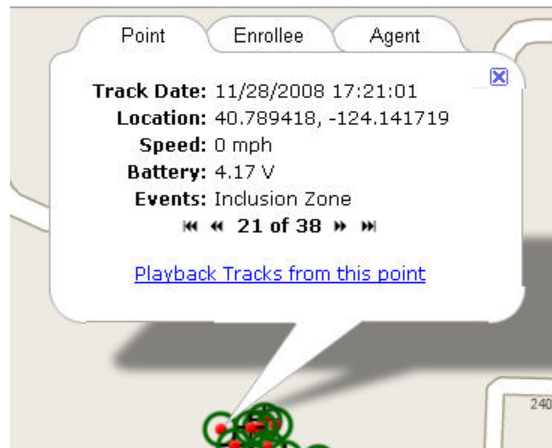 Point Enrollee Agent
Track Date: 11/28/2008 17:21:01
Location: 40.789418, -124.141719
Speed: 0 mph
Battery: 4.17 V
Events: Inclusion Zone
21 of 38
Playback Tracks from this point
240